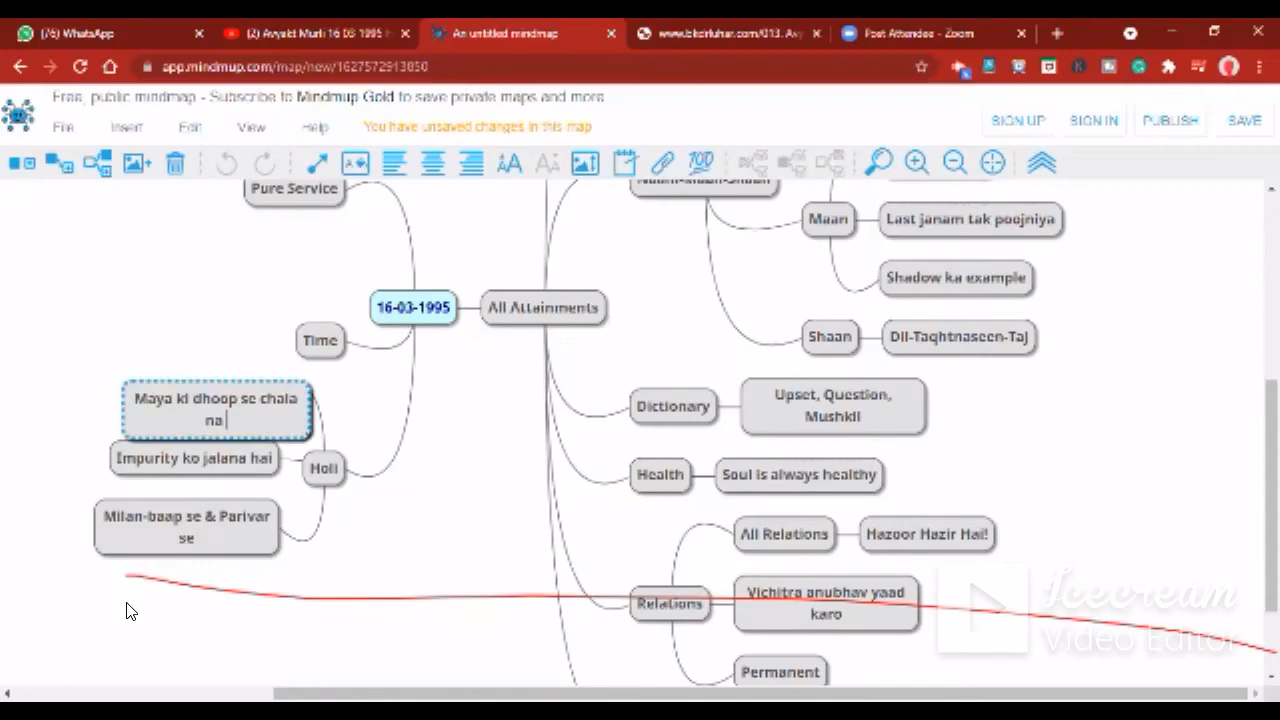 (76) WhatsApp
(2) Avyakt Murli 16 03 1995
An untitled mindmap
www.bkdrluhar.com/013. Avy
Post Attendee - Zoom
app.mindmup.com/map/new/1627572913850
Free, public mindmap - Subscribe to Mindmup Gold to save private maps and more
File Insert Edit View Help You have unsaved changes in this map
SIGN UP SIGN IN PUBLISH SAVE
Pure Service
Maan
Last janam tak poojniya
Shadow ka example
16-03-1995
All Attainments
Time
Shaan
Dil-Taqhtnaseen-Taj
Maya ki dhoop se chala
na
Dictionary
Upset, Question,
Mushkil
Impurity ko jalana hai
Holi
Health
Soul is always healthy
Milan-baap se & Parivar
se
All Relations
Hazoor Hazir Hai!
Relations
Vichitra anubhav yaad
karo
Permanent
Icecream
Video Editor